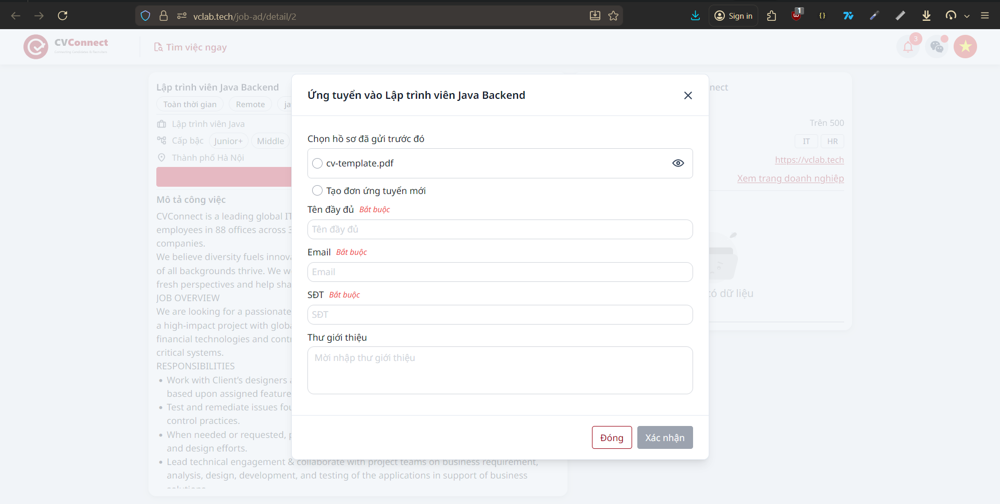 vclab.tech/job-ad/detail/2
Sign in
1
CVConnect
Connecting Candidates & Recruiters
Tìm việc ngay
3
Lập trình viên Java Backend
Toàn thời gian
Remote
ja
Lập trình viên Java
Cấp bậc
Junior+
Middle
Thành phố Hà Nội
Mô tả công việc
CVConnect is a leading global IT
employees in 88 offices across 3
companies.
We believe diversity fuels innova
of all backgrounds thrive. We w
fresh perspectives and help sha
JOB OVERVIEW
We are looking for a passionate
a high-impact project with globa
financial technologies and cont
critical systems.
RESPONSIBILITIES
Work with Client's designers a
based upon assigned feature
Test and remediate issues fou
control practices.
When needed or requested, p
and design efforts.
Lead technical engagement & collaborate with project teams on business requirement,
analysis, design, development, and testing of the applications in support of business
Ứng tuyển vào Lập trình viên Java Backend
Chọn hồ sơ đã gửi trước đó
cv-template.pdf
Tạo đơn ứng tuyển mới
Tên đầy đủ Bắt buộc
Tên đầy đủ
Email Bắt buộc
Email
SĐT Bắt buộc
SĐT
Thư giới thiệu
Mời nhập thư giới thiệu
Đóng
Xác nhận
nect
Trên 500
IT
HR
https://vclab.tech
Xem trang doanh nghiệp
có dữ liệu